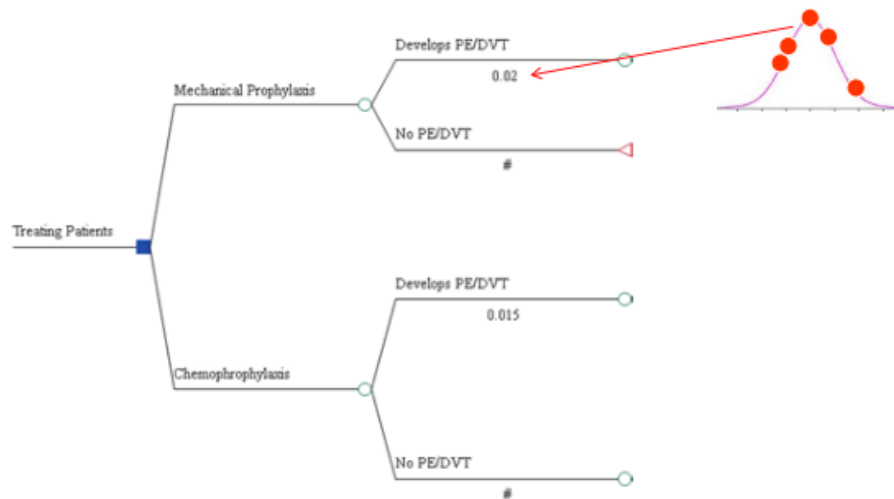 Develops PE/DVT
0.02
Mechanical Prophylaxis
No PE/DVT
#
Treating Patients
Develops PE/DVT
0.015
Chemophrophylaxis
No PE/DVT
#